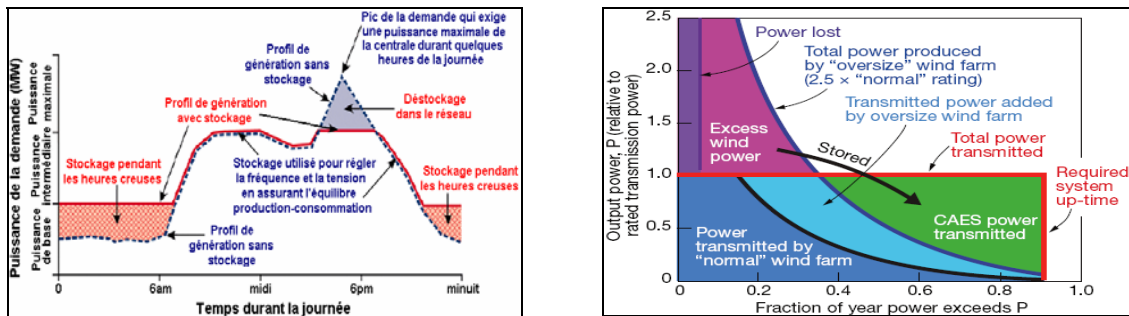 Puissance de la demande (MW)
Puissance
de base
Puissance
intérmédiaire
Puissance
maximale
Pic de la demande qui exige
une puissance maximale de
la centrale durant quelques
heures de la journée
Profil de
génération sans
stockage
Profil de génération
avec stockage
Déstockage
dans le réseau
Stockage pendant
les heures creuses
Stockage utilisé pour régler
la fréquence et la tension
en assurant l'équilibre
production-consommation
Stockage pendant
les heures creuses
Profil de
génération sans
stockage
0
6am
midi
6pm
minuit
Temps durant la journée
Output power, P (relative to
rated transmission power)
2.5
2.0
1.5
1.0
0.5
0
Power lost
Total power produced
by "oversize" wind farm
(2.5 × "normal" rating)
Transmitted power added
by oversize wind farm
Excess
wind
power
Stored
Total power
transmitted
Required
system
up-time
CAES power
transmitted
Power
transmitted by
"normal" wind farm
0
0.2
0.4
0.6
0.8
1.0
Fraction of year power exceeds P